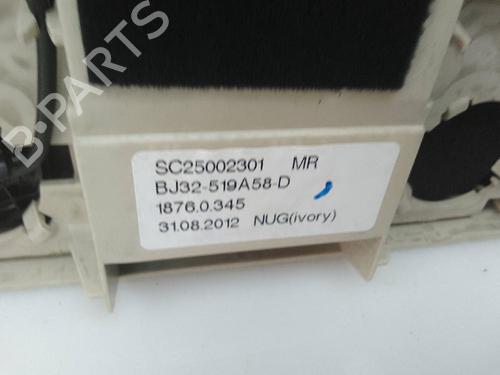 B-PARTS
SC25002301 MR
BJ32-519A58-D
1876.0.345
31.08.2012 NUG(ivory)